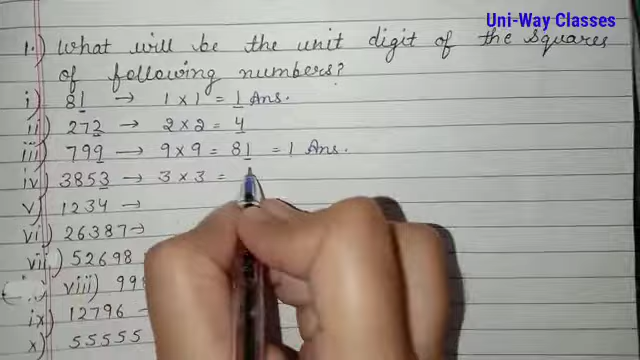 Uni-Way Classes
1.) What will be the unit digit of the squares
of following numbers?
i) 81 → 1 × 1 = 1 Ans.
ii) 272 → 2 × 2 = 4
iii) 799 → 9 × 9 = 81 = 1 Ans.
iv) 3853 → 3 × 3 =
v) 1234 →
vi) 26387 →
vii) 52698
viii) 99
ix) 12796
x) 55555